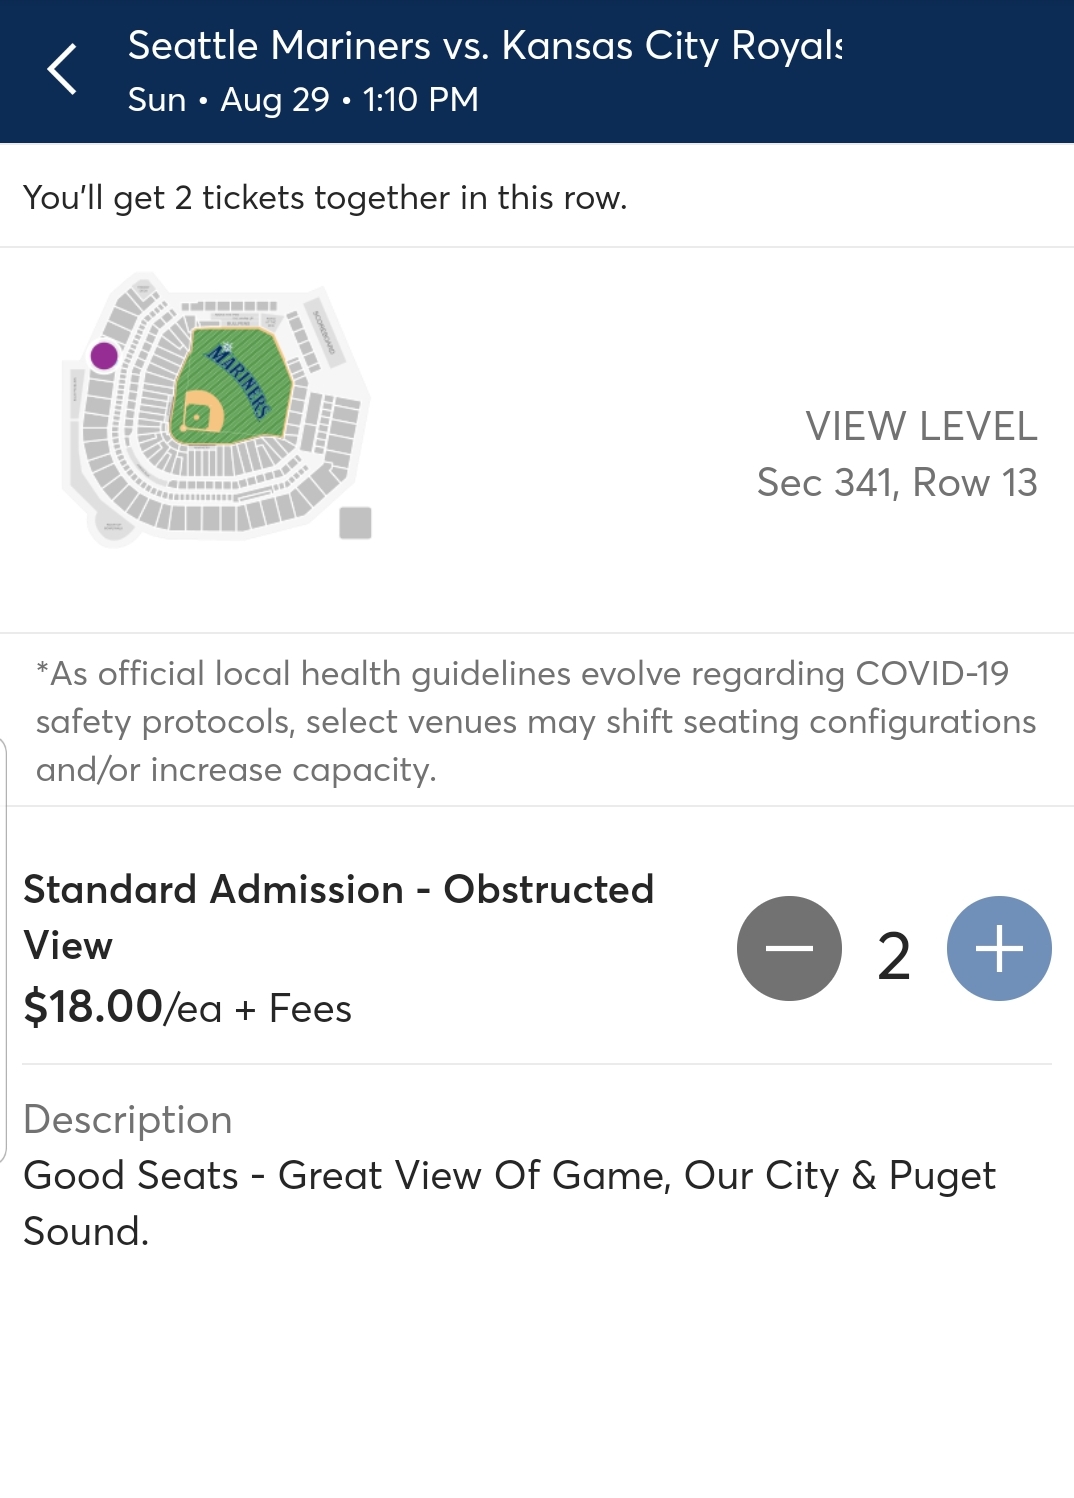 Seattle Mariners vs. Kansas City Royals
Sun • Aug 29 • 1:10 PM
You'll get 2 tickets together in this row.
SCOREBOARD
MARINERS
VIEW LEVEL
Sec 341, Row 13
*As official local health guidelines evolve regarding COVID-19
safety protocols, select venues may shift seating configurations
and/or increase capacity.
Standard Admission - Obstructed
View
$18.00/ea + Fees
2
Description
Good Seats - Great View Of Game, Our City & Puget
Sound.